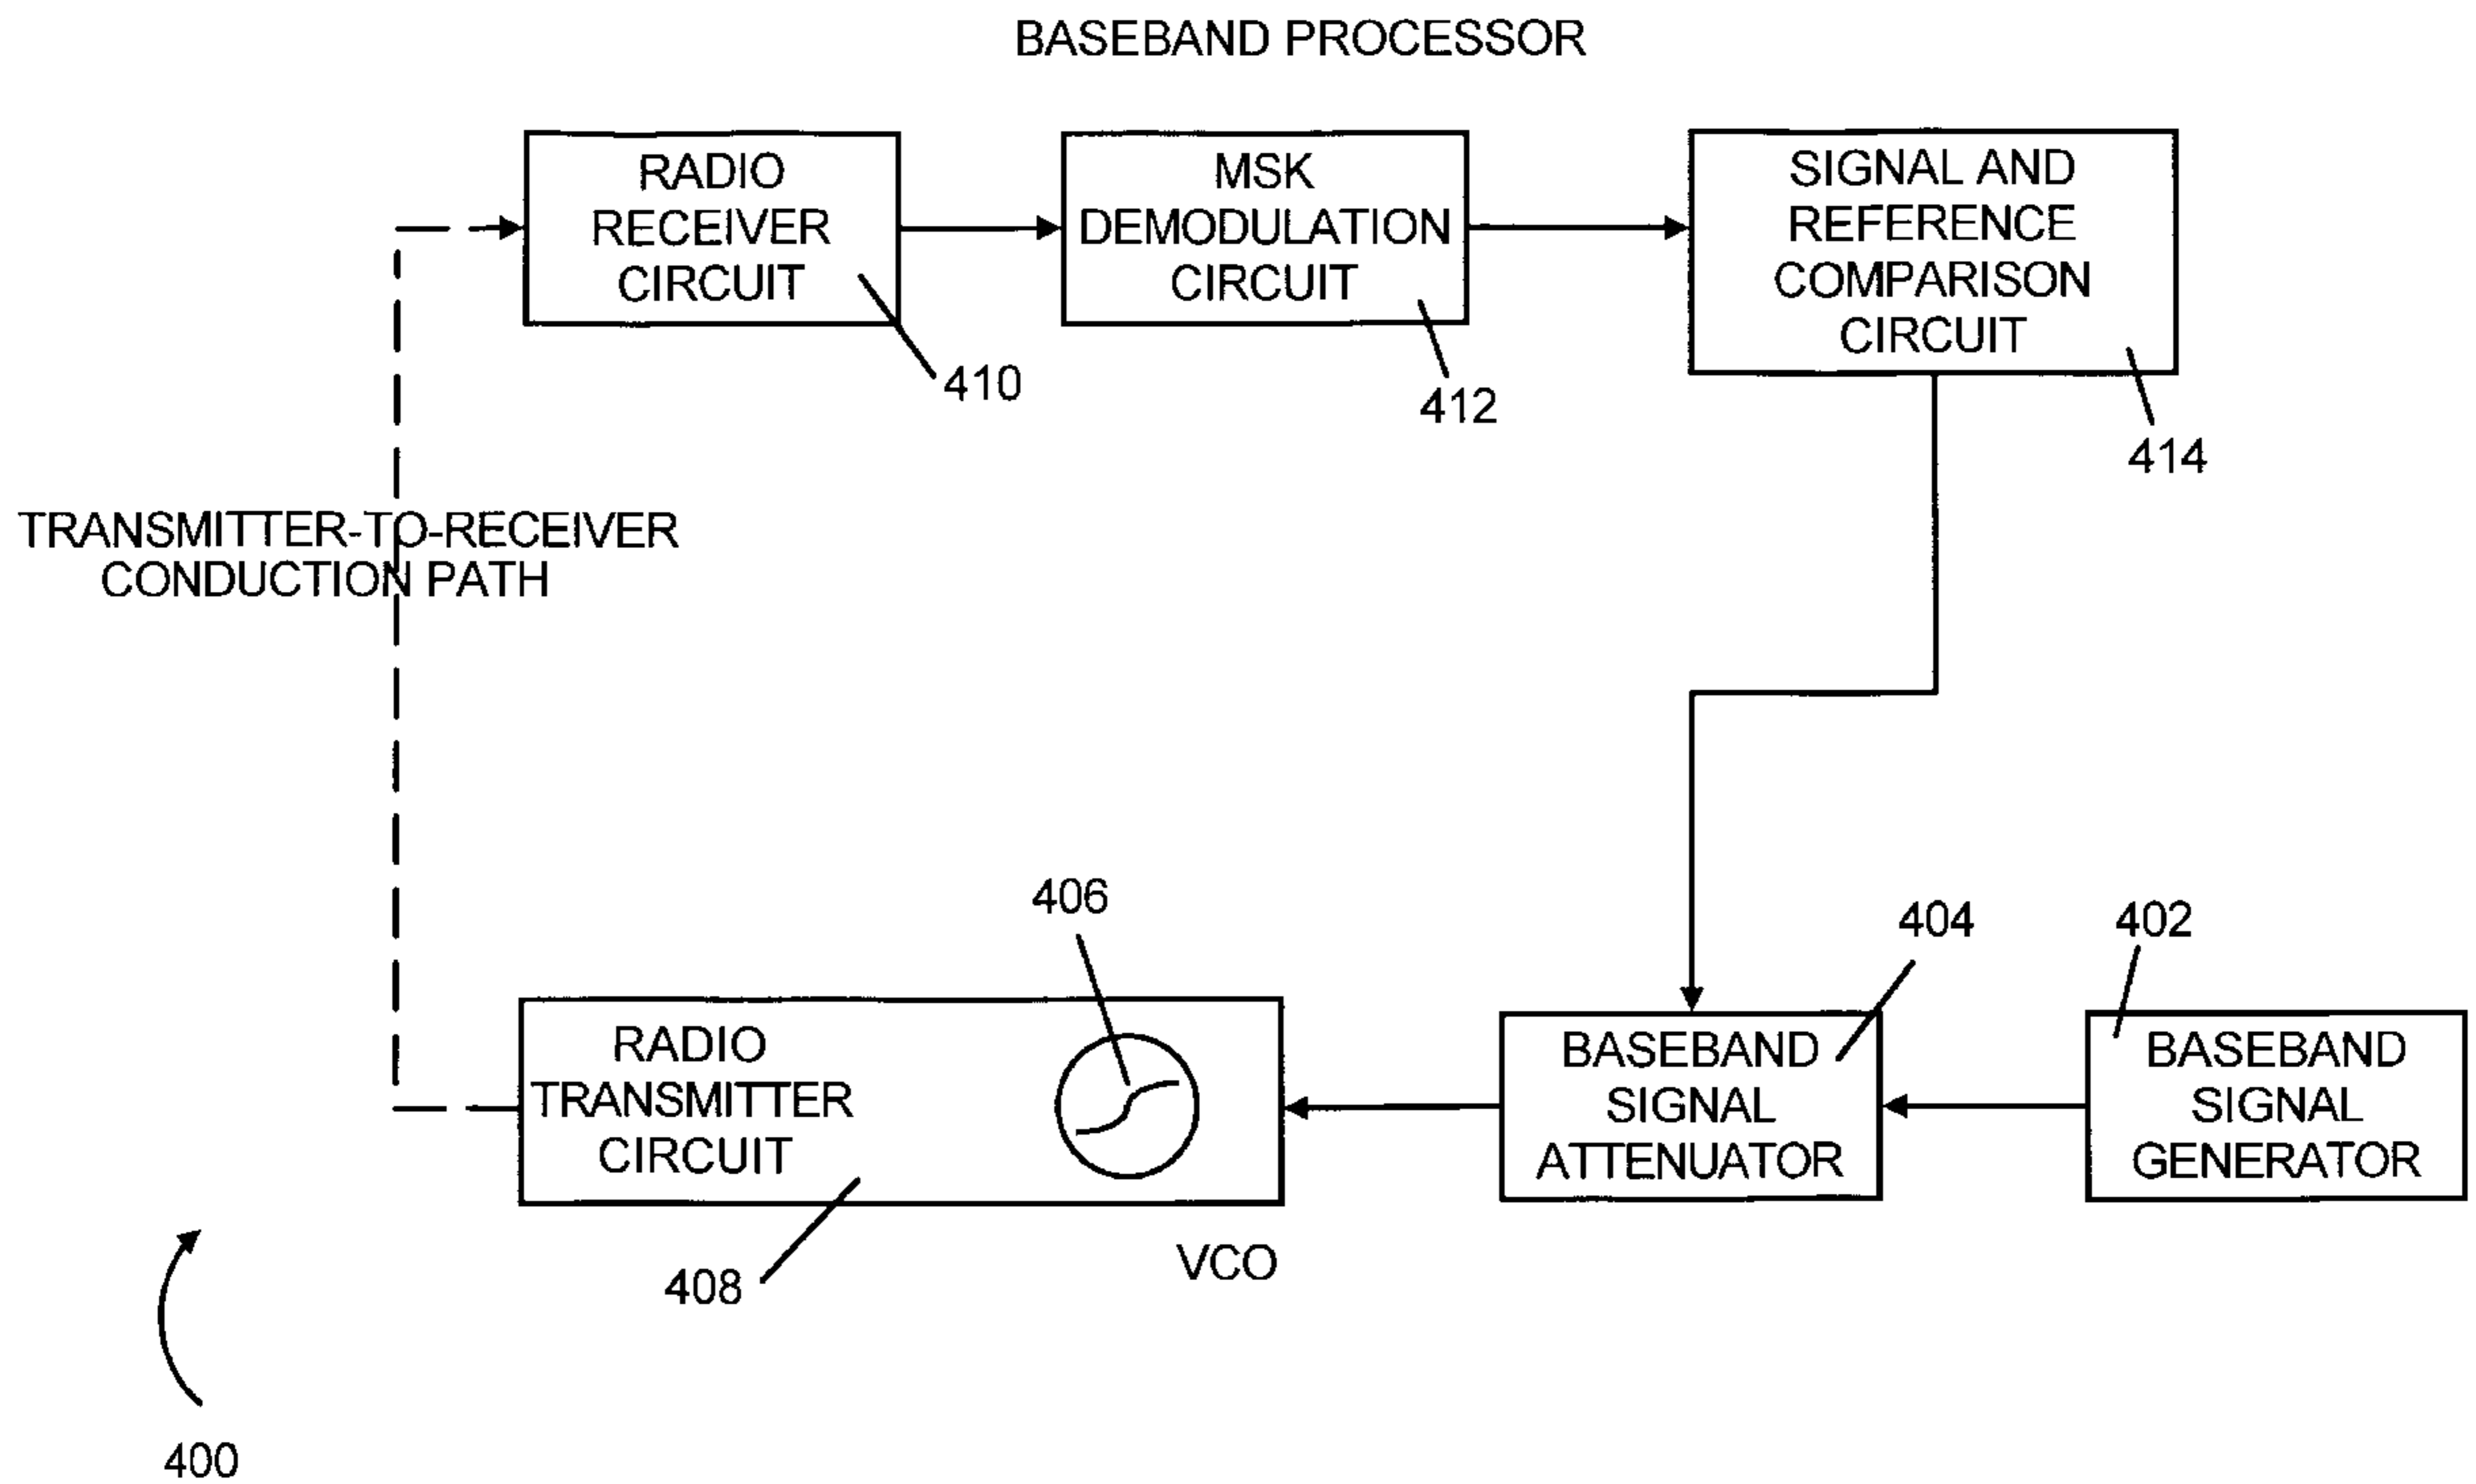 BASEBAND PROCESSOR
RADIO
RECEIVER
CIRCUIT
410
MSK
DEMODULATION
CIRCUIT
412
SIGNAL AND
REFERENCE
COMPARISON
CIRCUIT
414
TRANSMITTER-TO-RECEIVER
CONDUCTION PATH
406
RADIO
TRANSMITTER
CIRCUIT
408
VCO
404
BASEBAND
SIGNAL
ATTENUATOR
402
BASEBAND
SIGNAL
GENERATOR
400